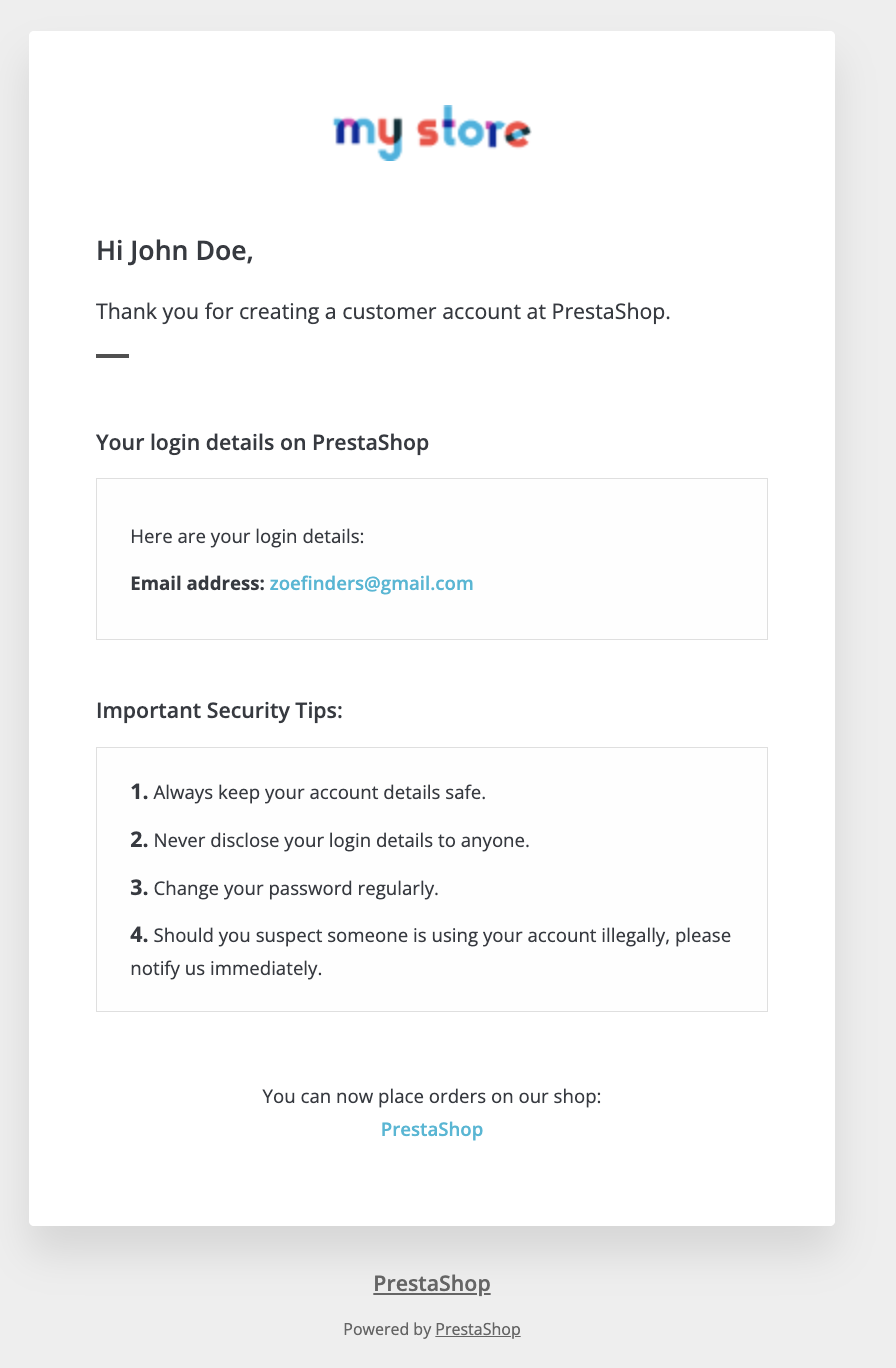 my store
Hi John Doe,
Thank you for creating a customer account at PrestaShop.
Your login details on PrestaShop
Here are your login details:
Email address: zoefinders@gmail.com
Important Security Tips:
1. Always keep your account details safe.
2. Never disclose your login details to anyone.
3. Change your password regularly.
4. Should you suspect someone is using your account illegally, please
notify us immediately.
You can now place orders on our shop:
PrestaShop
PrestaShop
Powered by PrestaShop